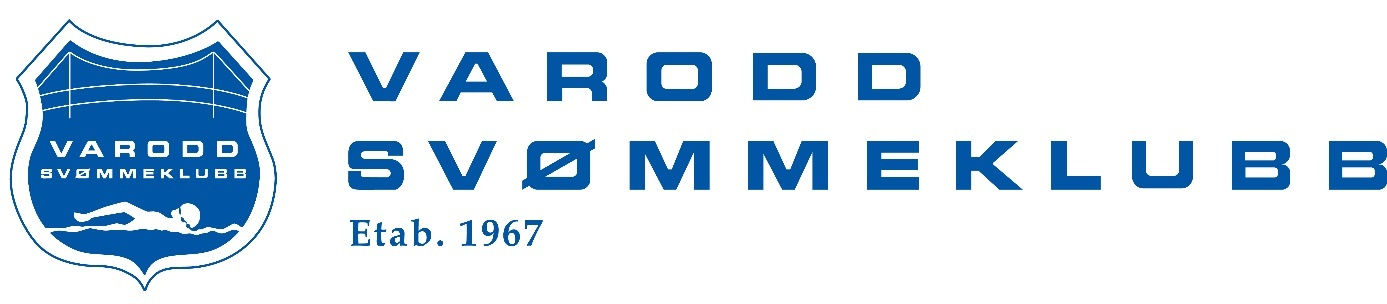 VARODD
SVØMMEKLUBB
VARODD
SVØMMEKLUBB
Etab. 1967